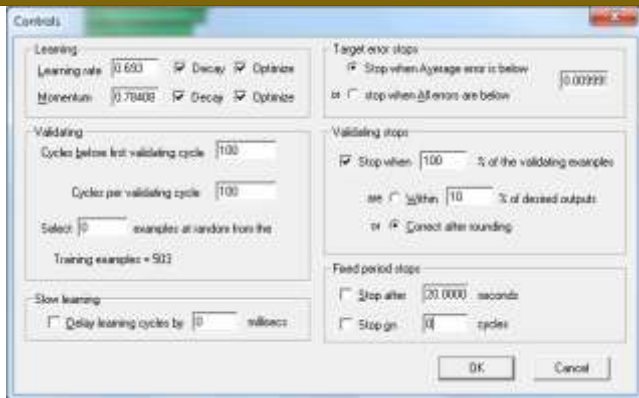 Controls
Learning
Learning rate 0.693 Decay Optimize
Momentum 0.78408 Decay Optimize
Validating
Cycles before first validating cycle 100
Cycles per validating cycle 100
Select 0 examples at random from the
Training examples = 503
Slow learning
Delay learning cycles by 0 millisecs
Target error stops
Stop when Average error is below
0.00999
or stop when All errors are below
Validating stops
Stop when 100 % of the validating examples
are Within 10 % of desired outputs
or Correct after rounding
Fixed period stops
Stop after 20.0000 seconds
Stop on 0 cycles
OK Cancel